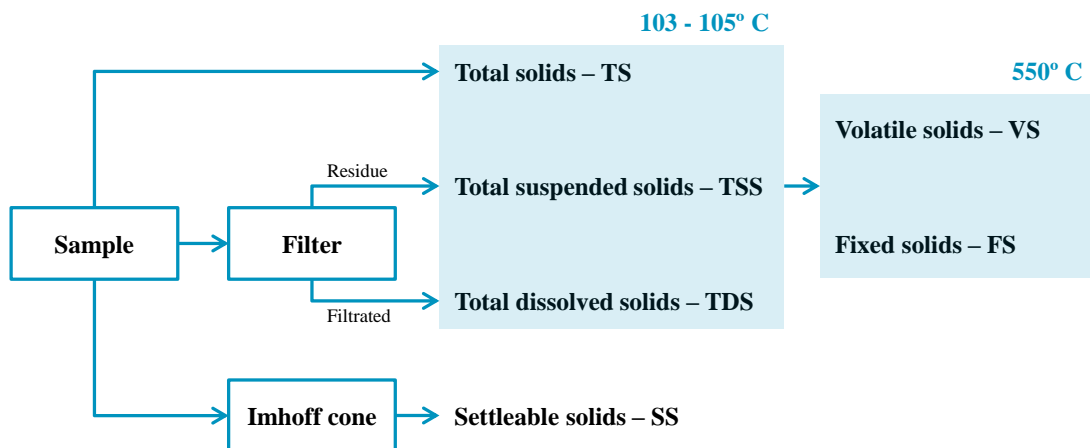 103 - 105º C
Total solids – TS
550º C
Volatile solids – VS
Residue
Total suspended solids – TSS
Sample
Filter
Fixed solids – FS
Total dissolved solids – TDS
Filtrated
Imhoff cone
Settleable solids – SS